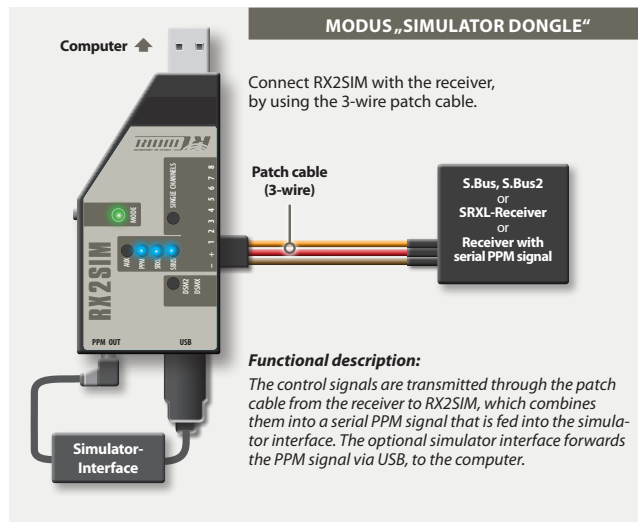 MODUS „SIMULATOR DONGLE“
Computer
Connect RX2SIM with the receiver,
by using the 3-wire patch cable.
Patch cable
(3-wire)
S.Bus, S.Bus2
or
SRXL-Receiver
or
Receiver with
serial PPM signal
SINGLE CHANNELS
- + 1 2 3 4 5 6 7 8
MODE
AUX
PPM
SRXL
SBUS
DSM2
DSMX
RX2SIM
PPM OUT
USB
Simulator-
Interface
Functional description:
The control signals are transmitted through the patch
cable from the receiver to RX2SIM, which combines
them into a serial PPM signal that is fed into the simula-
tor interface. The optional simulator interface forwards
the PPM signal via USB, to the computer.